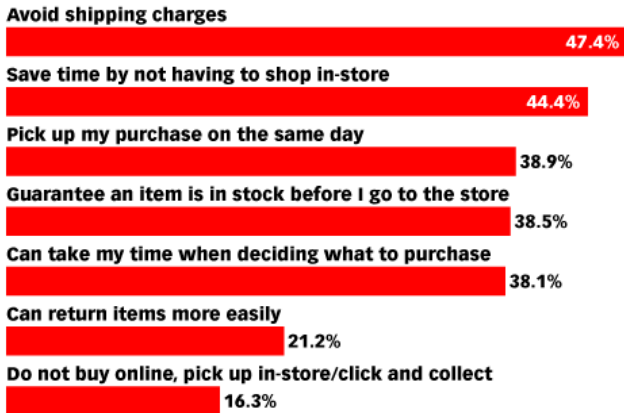 Avoid shipping charges
47.4%
Save time by not having to shop in-store
44.4%
Pick up my purchase on the same day
38.9%
Guarantee an item is in stock before I go to the store
38.5%
Can take my time when deciding what to purchase
38.1%
Can return items more easily
21.2%
Do not buy online, pick up in-store/click and collect
16.3%